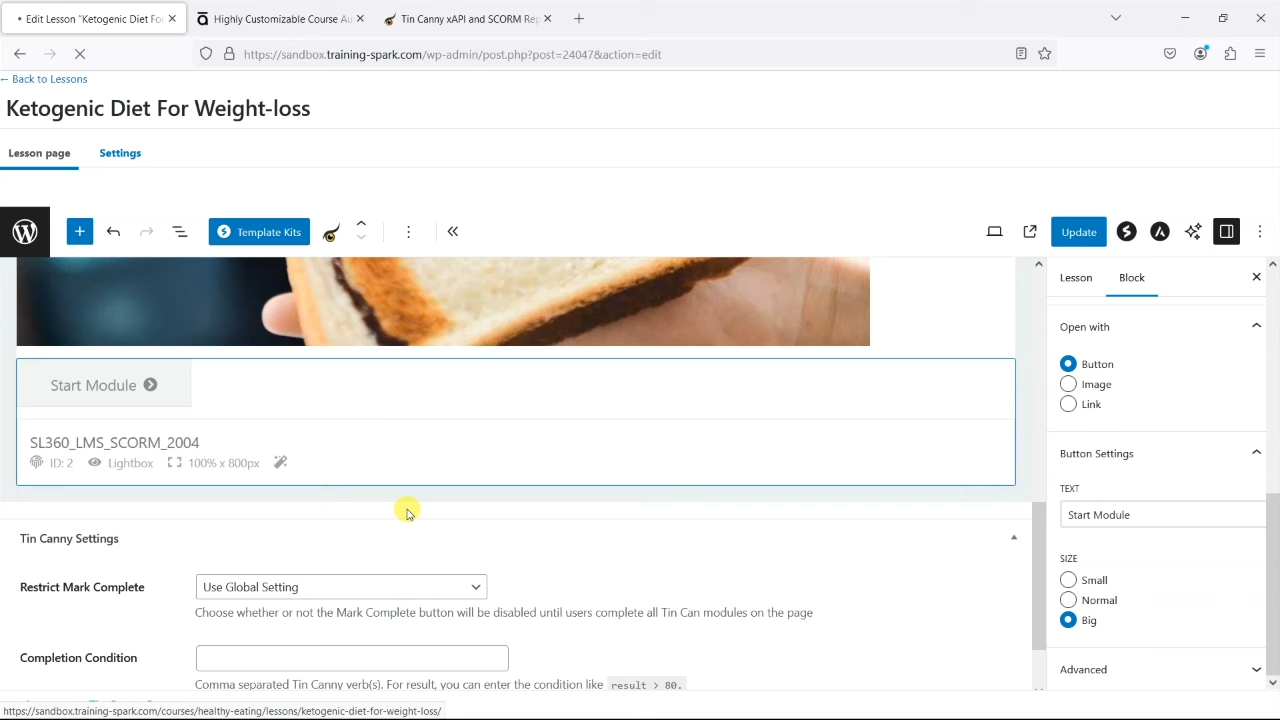 Edit Lesson "Ketogenic Diet For
Highly Customizable Course Au
Tin Canny xAPI and SCORM Rep
https://sandbox.training-spark.com/wp-admin/post.php?post=24047&action=edit
← Back to Lessons
Ketogenic Diet For Weight-loss
Lesson page
Settings
Template Kits
Update
Lesson
Block
Open with
Button
Image
Link
Start Module
SL360_LMS_SCORM_2004
ID: 2
Lightbox
100% x 800px
Button Settings
TEXT
Start Module
SIZE
Small
Normal
Big
Advanced
Tin Canny Settings
Restrict Mark Complete
Use Global Setting
Choose whether or not the Mark Complete button will be disabled until users complete all Tin Can modules on the page
Completion Condition
Comma separated Tin Canny verb(s). For result, you can enter the condition like result > 80.
https://sandbox.training-spark.com/courses/healthy-eating/lessons/ketogenic-diet-for-weight-loss/